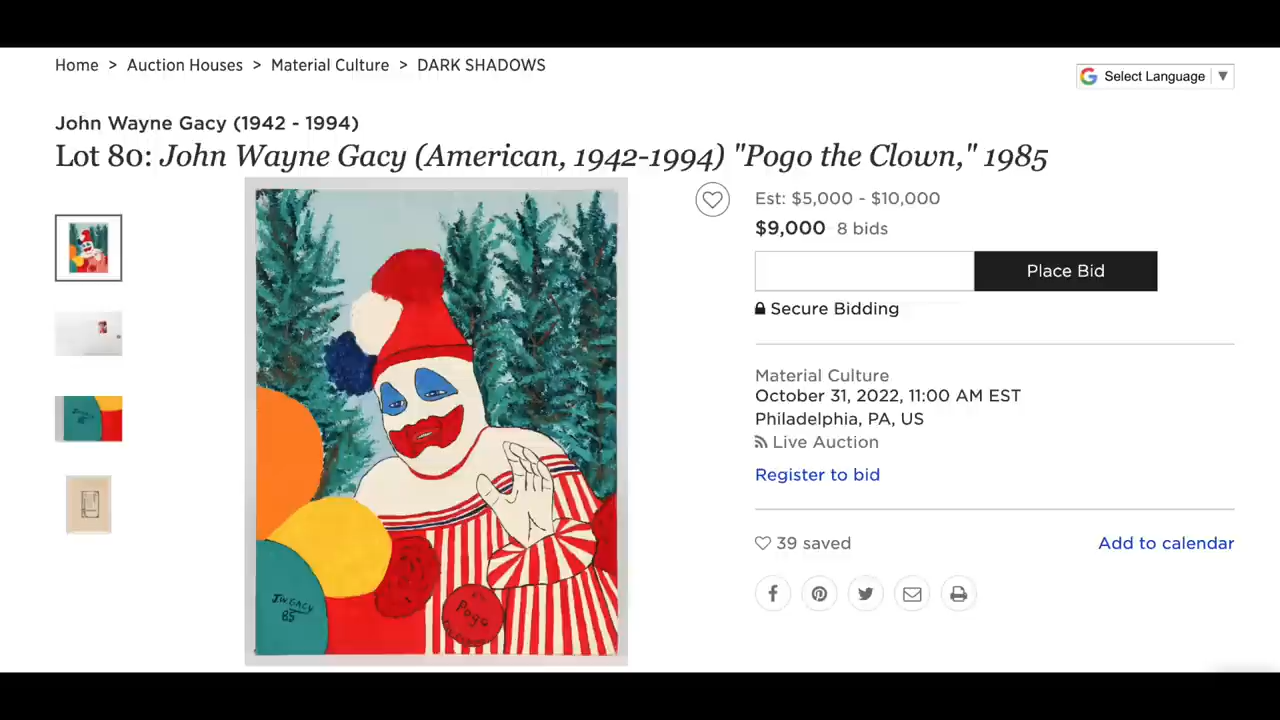 Home > Auction Houses > Material Culture > DARK SHADOWS
Select Language ▼
John Wayne Gacy (1942 - 1994)
Lot 80: John Wayne Gacy (American, 1942-1994) "Pogo the Clown," 1985
Est: $5,000 - $10,000
$9,000 8 bids
Place Bid
Secure Bidding
Material Culture
October 31, 2022, 11:00 AM EST
Philadelphia, PA, US
Live Auction
Register to bid
39 saved
Add to calendar
JW GACY
85
Pogo